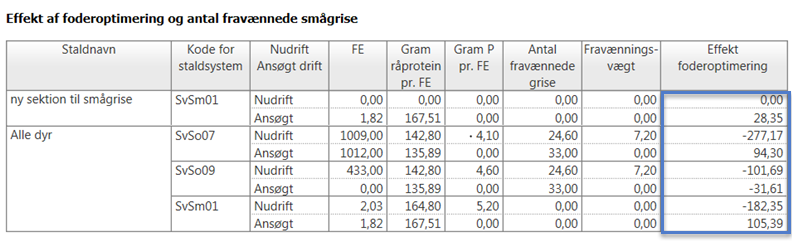 Effekt af foderoptimering og antal fravænnede smågrise
Staldnavn Kode for staldsystem Nudrift Ansøgt drift FE Gram råprotein pr. FE Gram P pr. FE Antal fravænnede grise Fravænnings-vægt Effekt foderoptimering
ny sektion til smågrise SvSm01 Nudrift 0,00 0,00 0,00 0,00 0,00 0,00
Ansøgt 1,82 167,51 0,00 0,00 0,00 28,35
Alle dyr SvSo07 Nudrift 1009,00 142,80 4,10 24,60 7,20 -277,17
Ansøgt 1012,00 135,89 0,00 33,00 0,00 94,30
SvSo09 Nudrift 433,00 142,80 4,60 24,60 7,20 -101,69
Ansøgt 0,00 135,89 0,00 33,00 0,00 -31,61
SvSm01 Nudrift 2,03 164,80 5,20 0,00 0,00 -182,35
Ansøgt 1,82 167,51 0,00 0,00 0,00 105,39